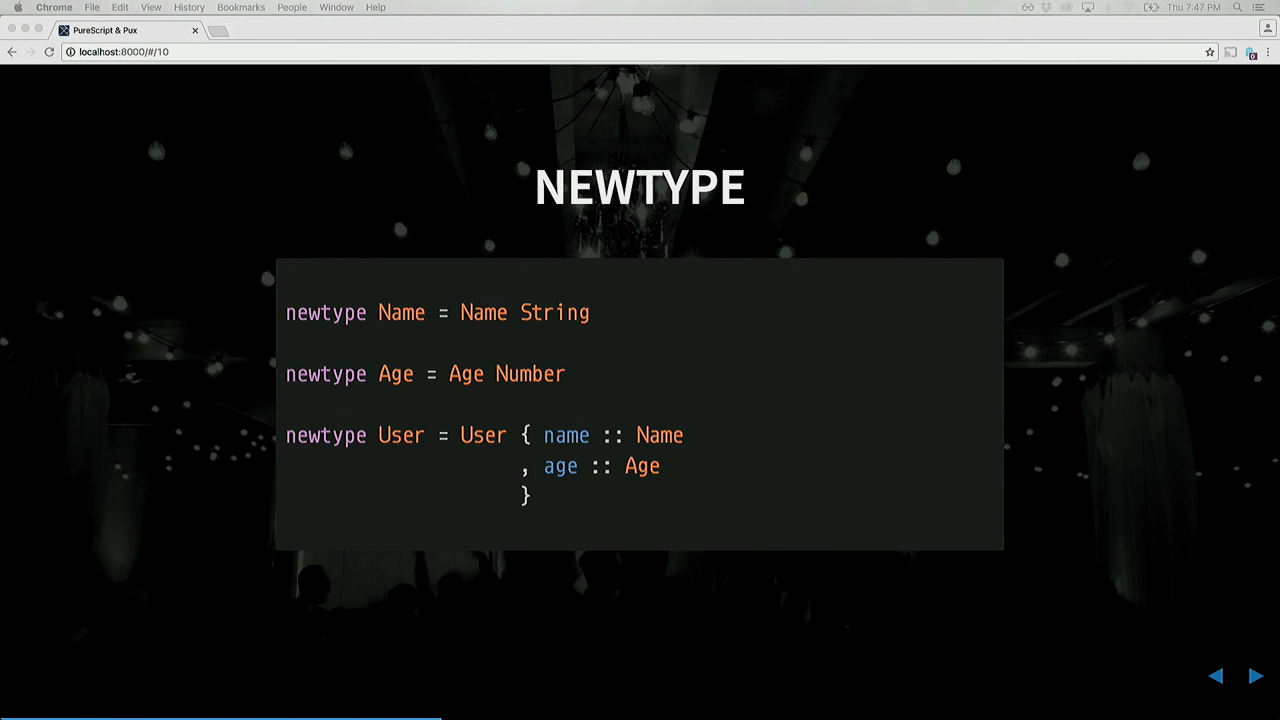 Chrome File Edit View History Bookmarks People Window Help Thu 7:47 PM
PureScript & Pux
localhost:8000/#/10
NEWTYPE
newtype Name = Name String
newtype Age = Age Number
newtype User = User { name :: Name
, age :: Age
}